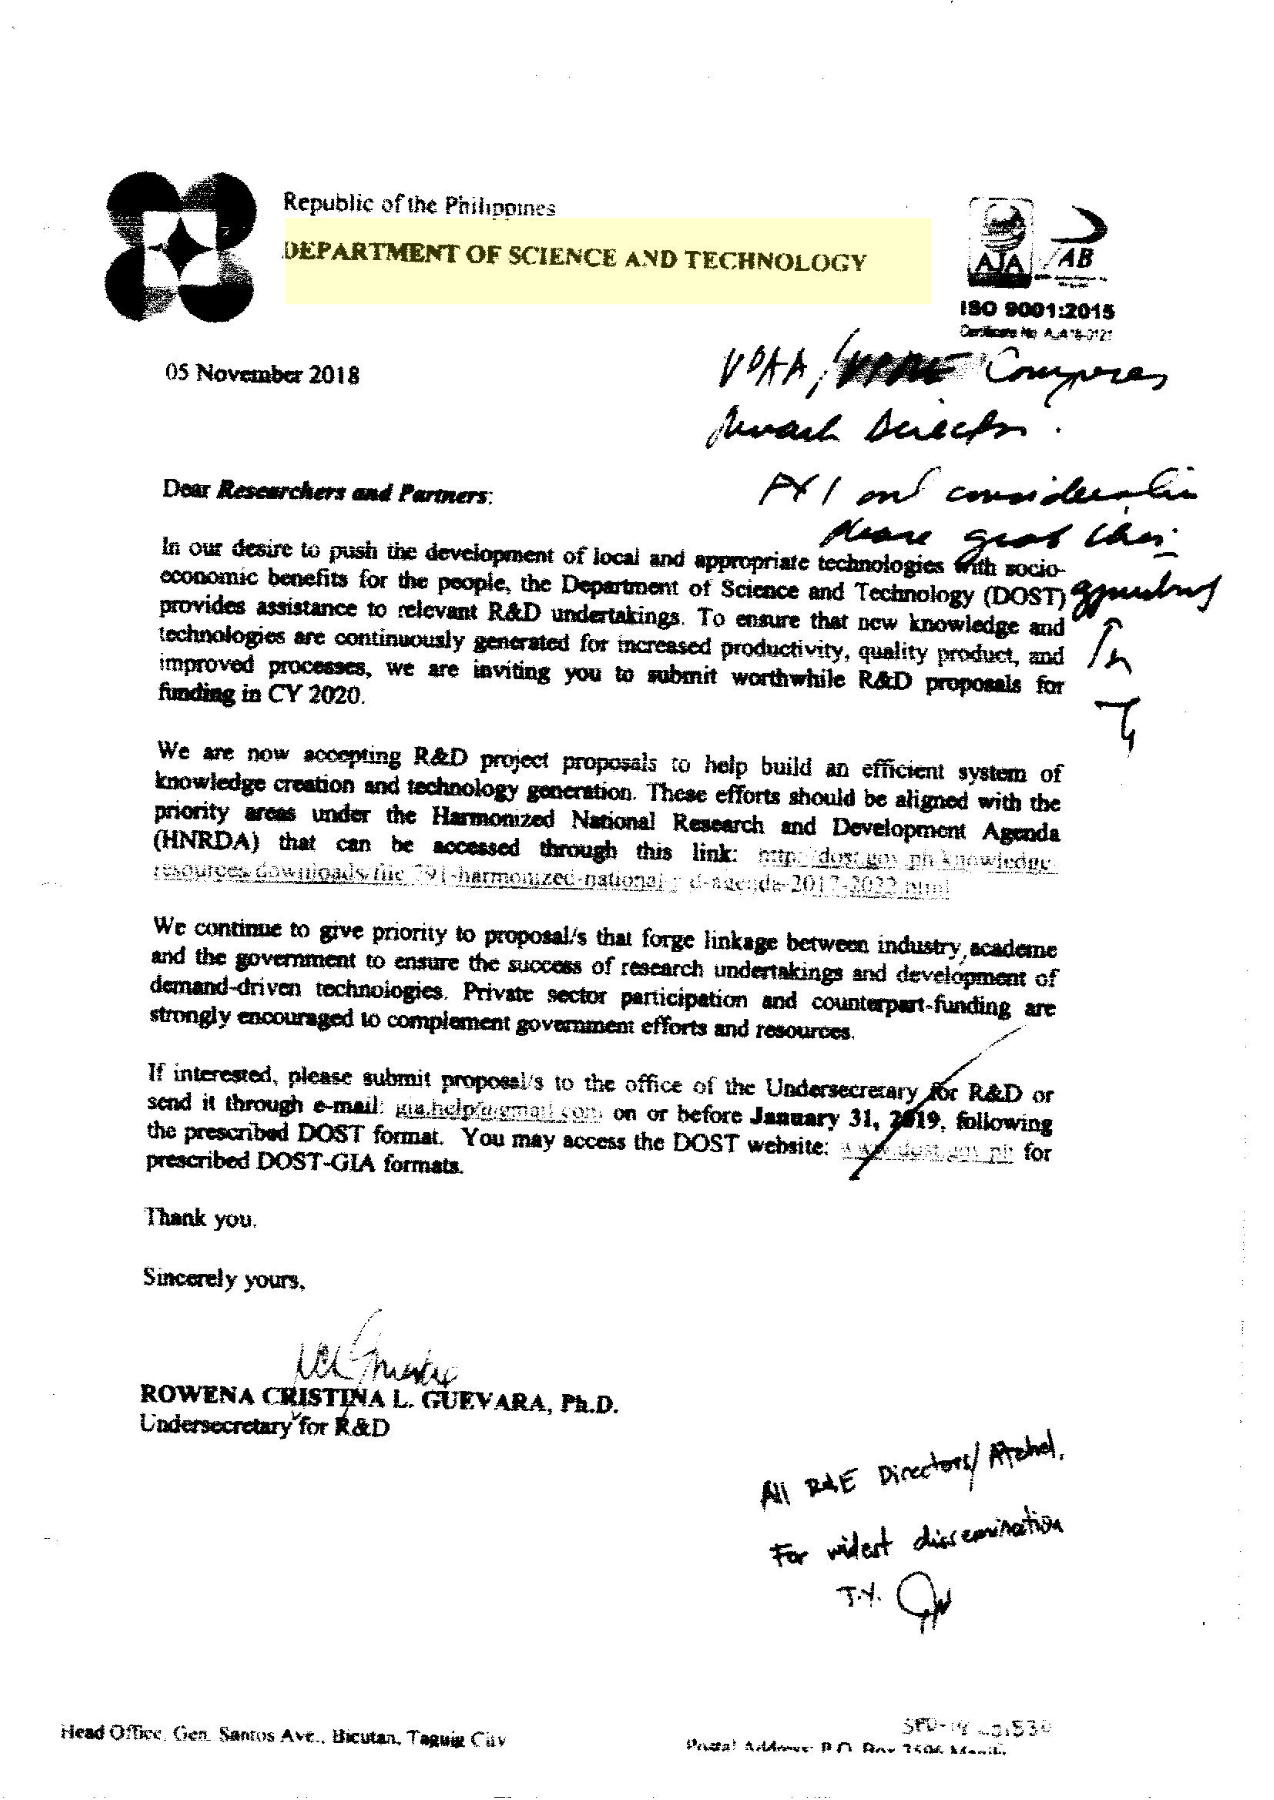 Republic of the Philippines
DEPARTMENT OF SCIENCE AND TECHNOLOGY
AJA
AB
ISO 9001:2015
Certificate No. AJA18-0121
05 November 2018
VPAA, Campuses
Director.
FYI and consideration
please
Dear Researchers and Partners:
In our desire to push the development of local and appropriate technologies with socio-
economic benefits for the people, the Department of Science and Technology (DOST)
provides assistance to relevant R&D undertakings. To ensure that new knowledge and
technologies are continuously generated for increased productivity, quality product, and
improved processes, we are inviting you to submit worthwhile R&D proposals for
funding in CY 2020.
We are now accepting R&D project proposals to help build an efficient system of
knowledge creation and technology generation. These efforts should be aligned with the
priority areas under the Harmonized National Research and Development Agenda
(HNRDA) that can be accessed through this link: http://dost.gov.ph/knowledge-
resources/downloads/file/791-harmonized-national-r-d-agenda-2017-2022.html
We continue to give priority to proposal/s that forge linkage between industry, academe
and the government to ensure the success of research undertakings and development of
demand-driven technologies. Private sector participation and counterpart-funding are
strongly encouraged to complement government efforts and resources.
If interested, please submit proposal/s to the office of the Undersecretary for R&D or
send it through e-mail: gia.help@gmail.com on or before January 31, 2019, following
the prescribed DOST format. You may access the DOST website: www.dost.gov.ph for
prescribed DOST-GIA formats.
Thank you.
Sincerely yours,
ROWENA CRISTINA L. GUEVARA, Ph.D.
Undersecretary for R&D
All R&E Directors/
For widest dissemination
T.Y.
Head Office, Gen. Santos Ave., Bicutan, Taguig City
Postal Address: P.O. Box 3596 Manila